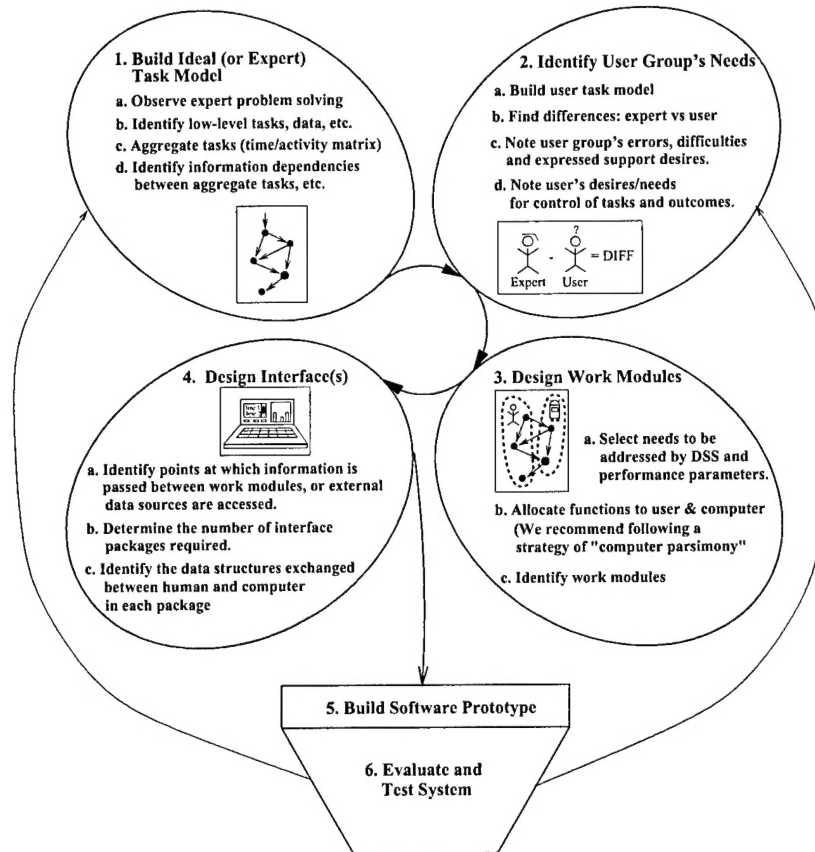 1. Build Ideal (or Expert)
Task Model
a. Observe expert problem solving
b. Identify low-level tasks, data, etc.
c. Aggregate tasks (time/activity matrix)
d. Identify information dependencies
between aggregate tasks, etc.
2. Identify User Group's Needs
a. Build user task model
b. Find differences: expert vs user
c. Note user group's errors, difficulties
and expressed support desires.
d. Note user's desires/needs
for control of tasks and outcomes.
?
- = DIFF
Expert User
3. Design Work Modules
a. Select needs to be
addressed by DSS and
performance parameters.
b. Allocate functions to user & computer
(We recommend following a
strategy of "computer parsimony"
c. Identify work modules
4. Design Interface(s)
a. Identify points at which information is
passed between work modules, or external
data sources are accessed.
b. Determine the number of interface
packages required.
c. Identify the data structures exchanged
between human and computer
in each package
5. Build Software Prototype
6. Evaluate and
Test System